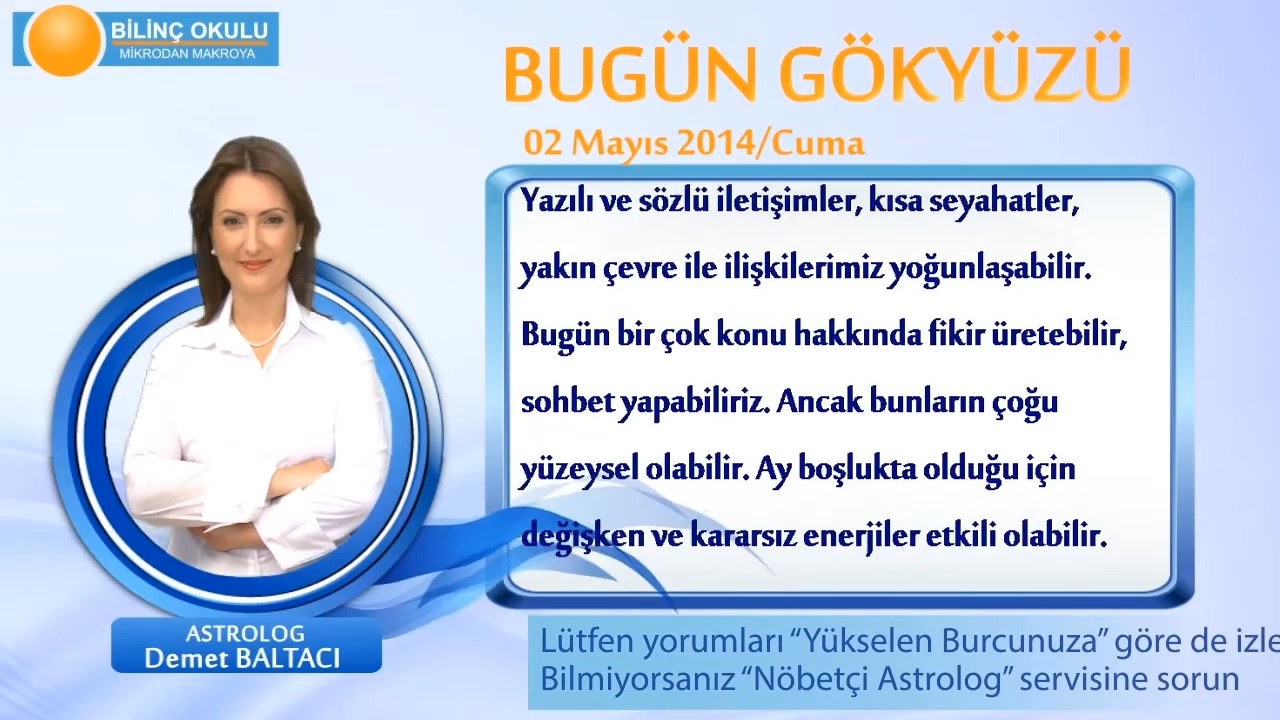 BİLİNÇ OKULU
MİKRODAN MAKROYA
BUGÜN GÖKYÜZÜ
02 Mayıs 2014/Cuma
Yazılı ve sözlü iletişimler, kısa seyahatler,
yakın çevre ile ilişkilerimiz yoğunlaşabilir.
Bugün bir çok konu hakkında fikir üretebilir,
sohbet yapabiliriz. Ancak bunların çoğu
yüzeysel olabilir. Ay boşlukta olduğu için
değişken ve kararsız enerjiler etkili olabilir.
ASTROLOG
Demet BALTACI
Lütfen yorumları “Yükselen Burcunuza” göre de izle
Bilmiyorsanız “Nöbetçi Astrolog” servisine sorun